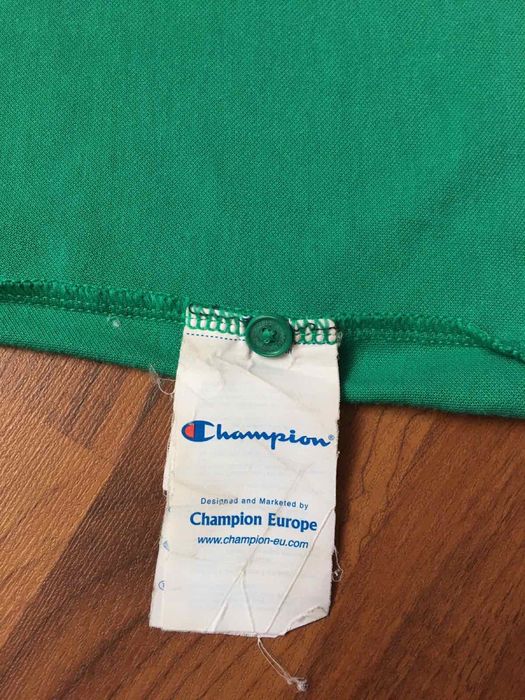 Champion
Designed and Marketed by
Champion Europe
www.champion-eu.com